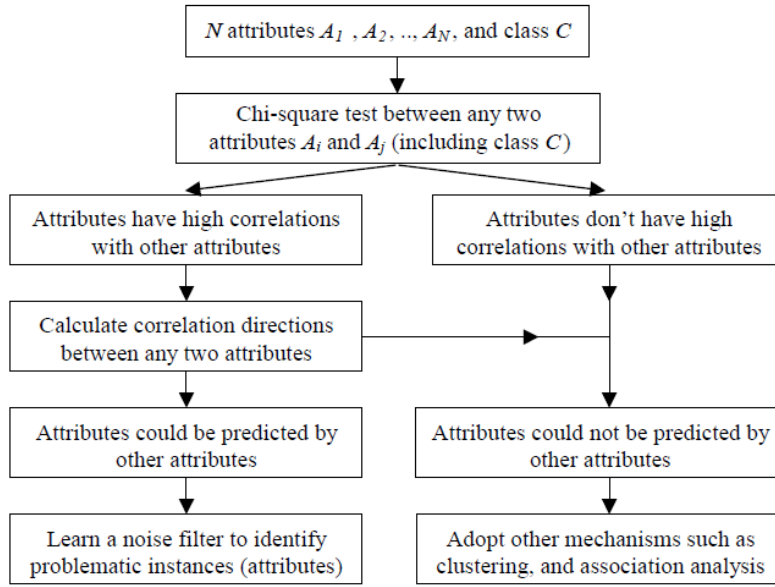 N attributes A1 , A2, .., AN, and class C
Chi-square test between any two
attributes Ai and Aj (including class C)
Attributes have high correlations
with other attributes
Attributes don’t have high
correlations with other attributes
Calculate correlation directions
between any two attributes
Attributes could be predicted by
other attributes
Attributes could not be predicted by
other attributes
Learn a noise filter to identify
problematic instances (attributes)
Adopt other mechanisms such as
clustering, and association analysis